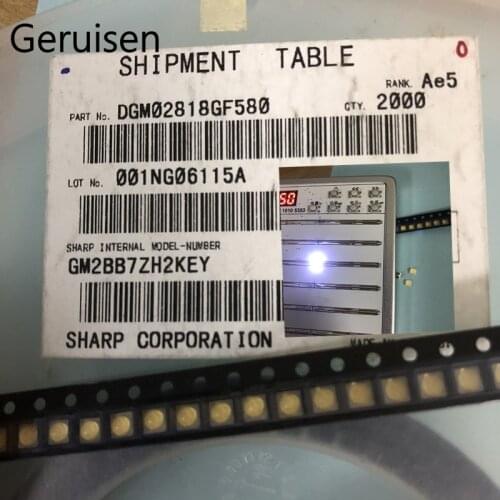 Geruisen
SHIPMENT TABLE
RANK. Ae5
PART No. DGM02818GF580
QTY. 2000
LOT No. 001NG06115A
SHARP INTERNAL MODEL-NUMBER
GM2BB7ZH2KEY
SHARP CORPORATION